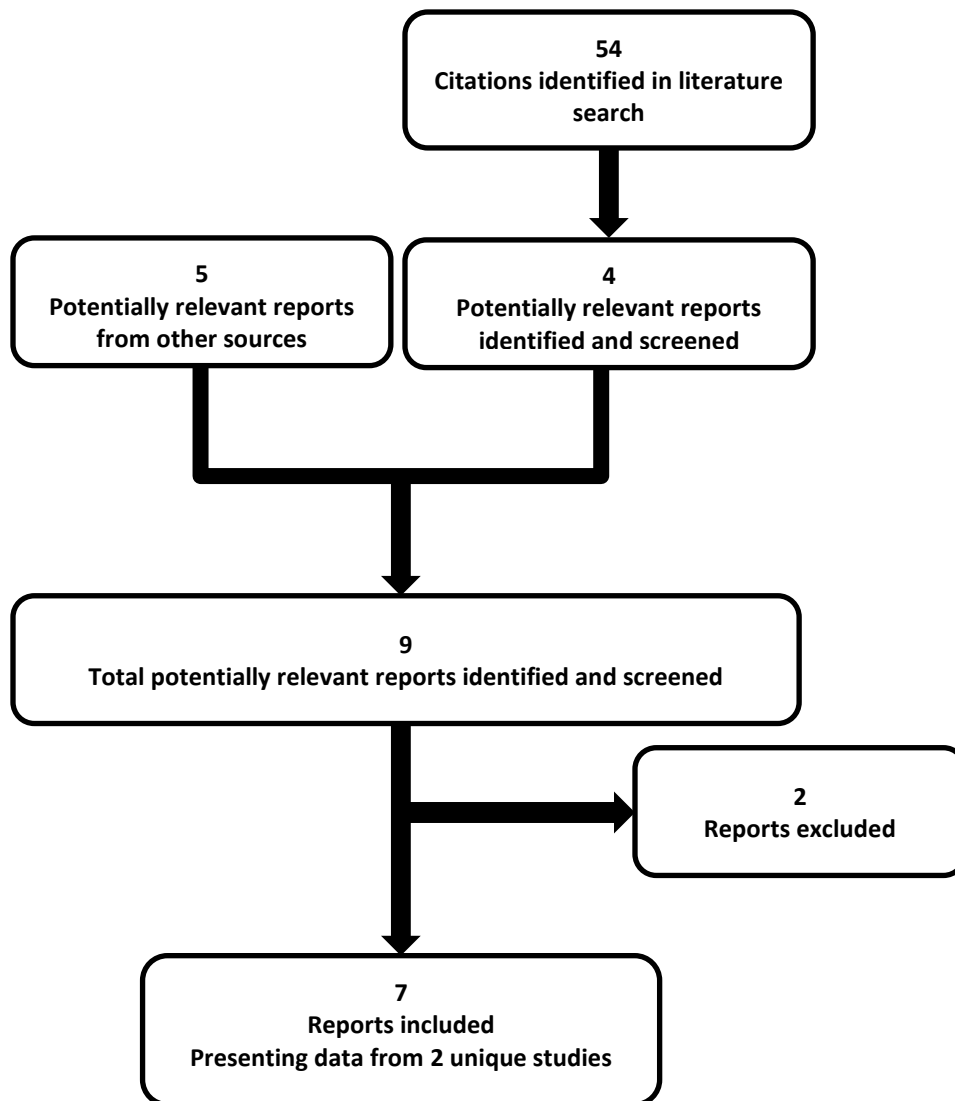 54
Citations identified in literature
search
5
Potentially relevant reports
from other sources
4
Potentially relevant reports
identified and screened
9
Total potentially relevant reports identified and screened
2
Reports excluded
7
Reports included
Presenting data from 2 unique studies